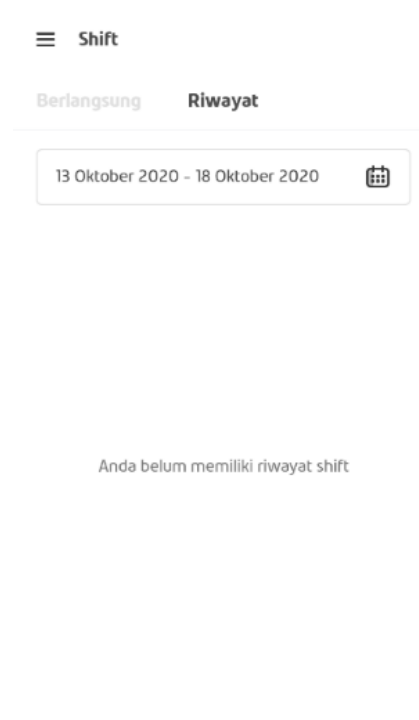 Shift
Berlangsung Riwayat
13 Oktober 2020 - 18 Oktober 2020
Anda belum memiliki riwayat shift